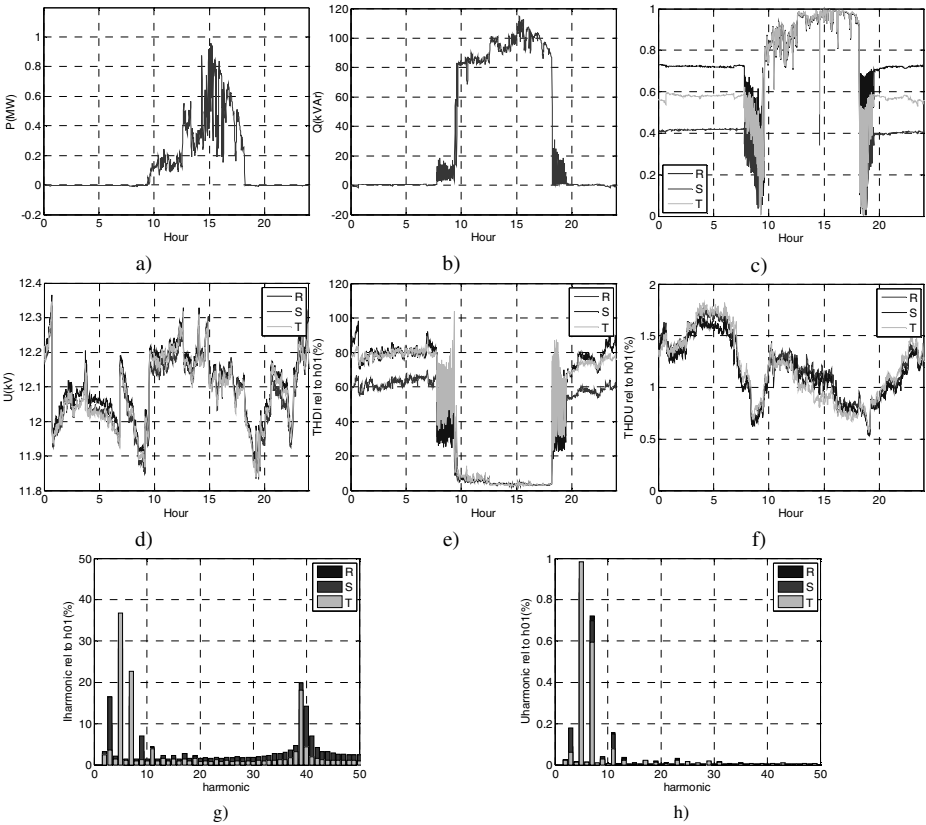 P(MW)
1
0.8
0.6
0.4
0.2
0
-0.2
0 5 10 15 20
Hour
a)
Q(kVAr)
120
100
80
60
40
20
0
-20
0 5 10 15 20
Hour
b)
1
0.8
0.6
0.4
0.2
0
R
S
T
0 5 10 15 20
Hour
c)
U(kV)
12.4
12.3
12.2
12.1
12
11.9
11.8
R
S
T
0 5 10 15 20
Hour
d)
THDI rel to h01(%)
120
100
80
60
40
20
0
R
S
T
0 5 10 15 20
Hour
e)
THDU rel to h01(%)
2
1.5
1
0.5
0
R
S
T
0 5 10 15 20
Hour
f)
Iharmonic rel to h01(%)
50
40
30
20
10
0
R
S
T
0 10 20 30 40 50
harmonic
g)
Uharmonic rel to h01(%)
1
0.8
0.6
0.4
0.2
0
R
S
T
0 10 20 30 40 50
harmonic
h)